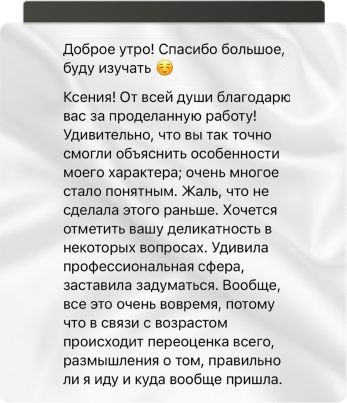 Доброе утро! Спасибо большое,
буду изучать ☺️
Ксения! От всей души благодарю
вас за проделанную работу!
Удивительно, что вы так точно
смогли объяснить особенности
моего характера; очень многое
стало понятным. Жаль, что не
сделала этого раньше. Хочется
отметить вашу деликатность в
некоторых вопросах. Удивила
профессиональная сфера,
заставила задуматься. Вообще,
все это очень вовремя, потому
что в связи с возрастом
происходит переоценка всего,
размышления о том, правильно
ли я иду и куда вообще пришла.